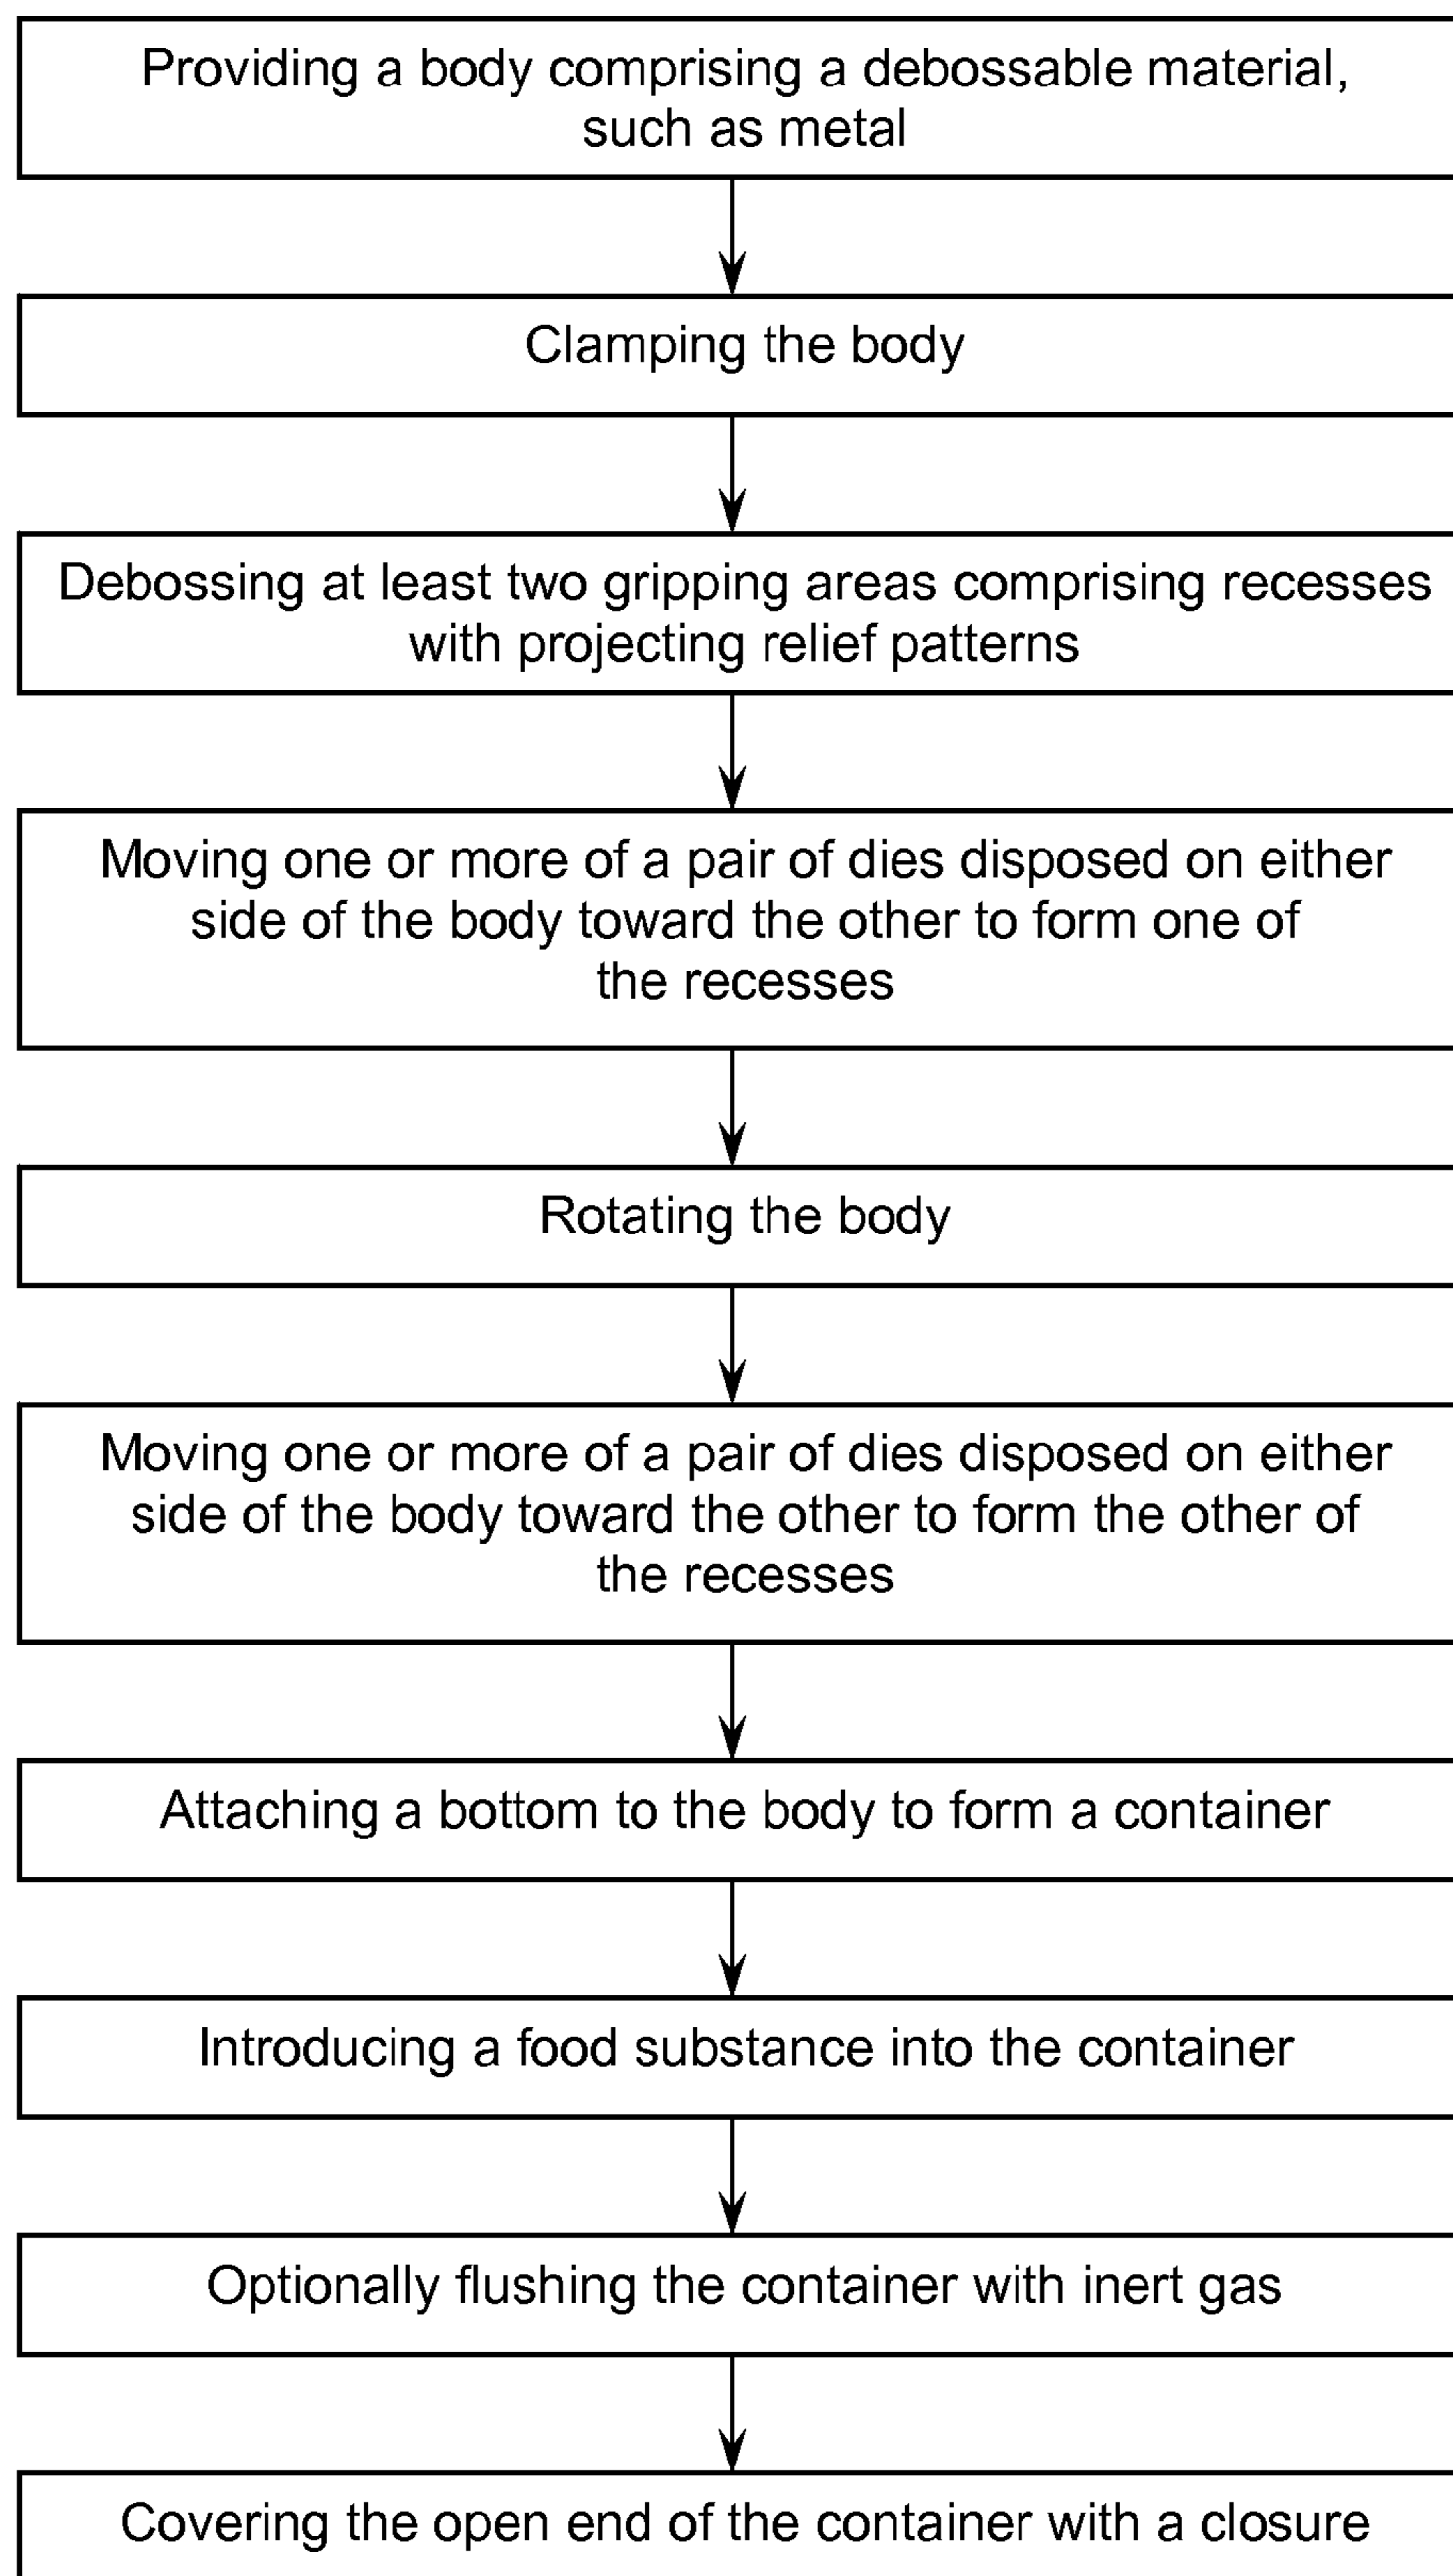 Providing a body comprising a debossable material,
such as metal
Clamping the body
Debossing at least two gripping areas comprising recesses
with projecting relief patterns
Moving one or more of a pair of dies disposed on either
side of the body toward the other to form one of
the recesses
Rotating the body
Moving one or more of a pair of dies disposed on either
side of the body toward the other to form the other of
the recesses
Attaching a bottom to the body to form a container
Introducing a food substance into the container
Optionally flushing the container with inert gas
Covering the open end of the container with a closure